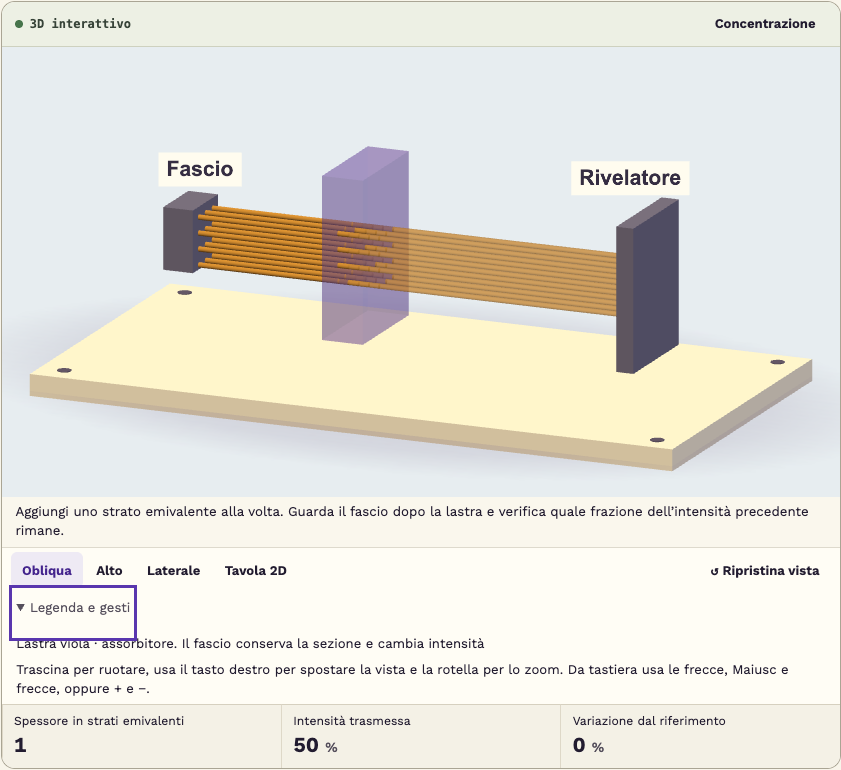 3D interattivo
Concentrazione
Fascio
Rivelatore
Aggiungi uno strato emivalente alla volta. Guarda il fascio dopo la lastra e verifica quale frazione dell’intensità precedente
rimane.
Obliqua Alto Laterale Tavola 2D
↺ Ripristina vista
▼ Legenda e gesti
Lastra viola · assorbitore. Il fascio conserva la sezione e cambia intensità
Trascina per ruotare, usa il tasto destro per spostare la vista e la rotella per lo zoom. Da tastiera usa le frecce, Maiusc e
frecce, oppure + e −.
Spessore in strati emivalenti
1
Intensità trasmessa
50 %
Variazione dal riferimento
0 %